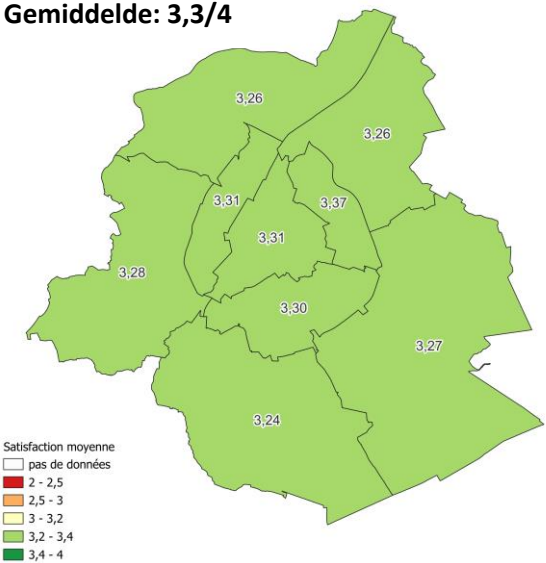 Gemiddelde: 3,3/4
3,26
3,26
3,31
3,37
3,31
3,28
3,30
3,27
3,24
Satisfaction moyenne
pas de données
2 - 2,5
2,5 - 3
3 - 3,2
3,2 - 3,4
3,4 - 4